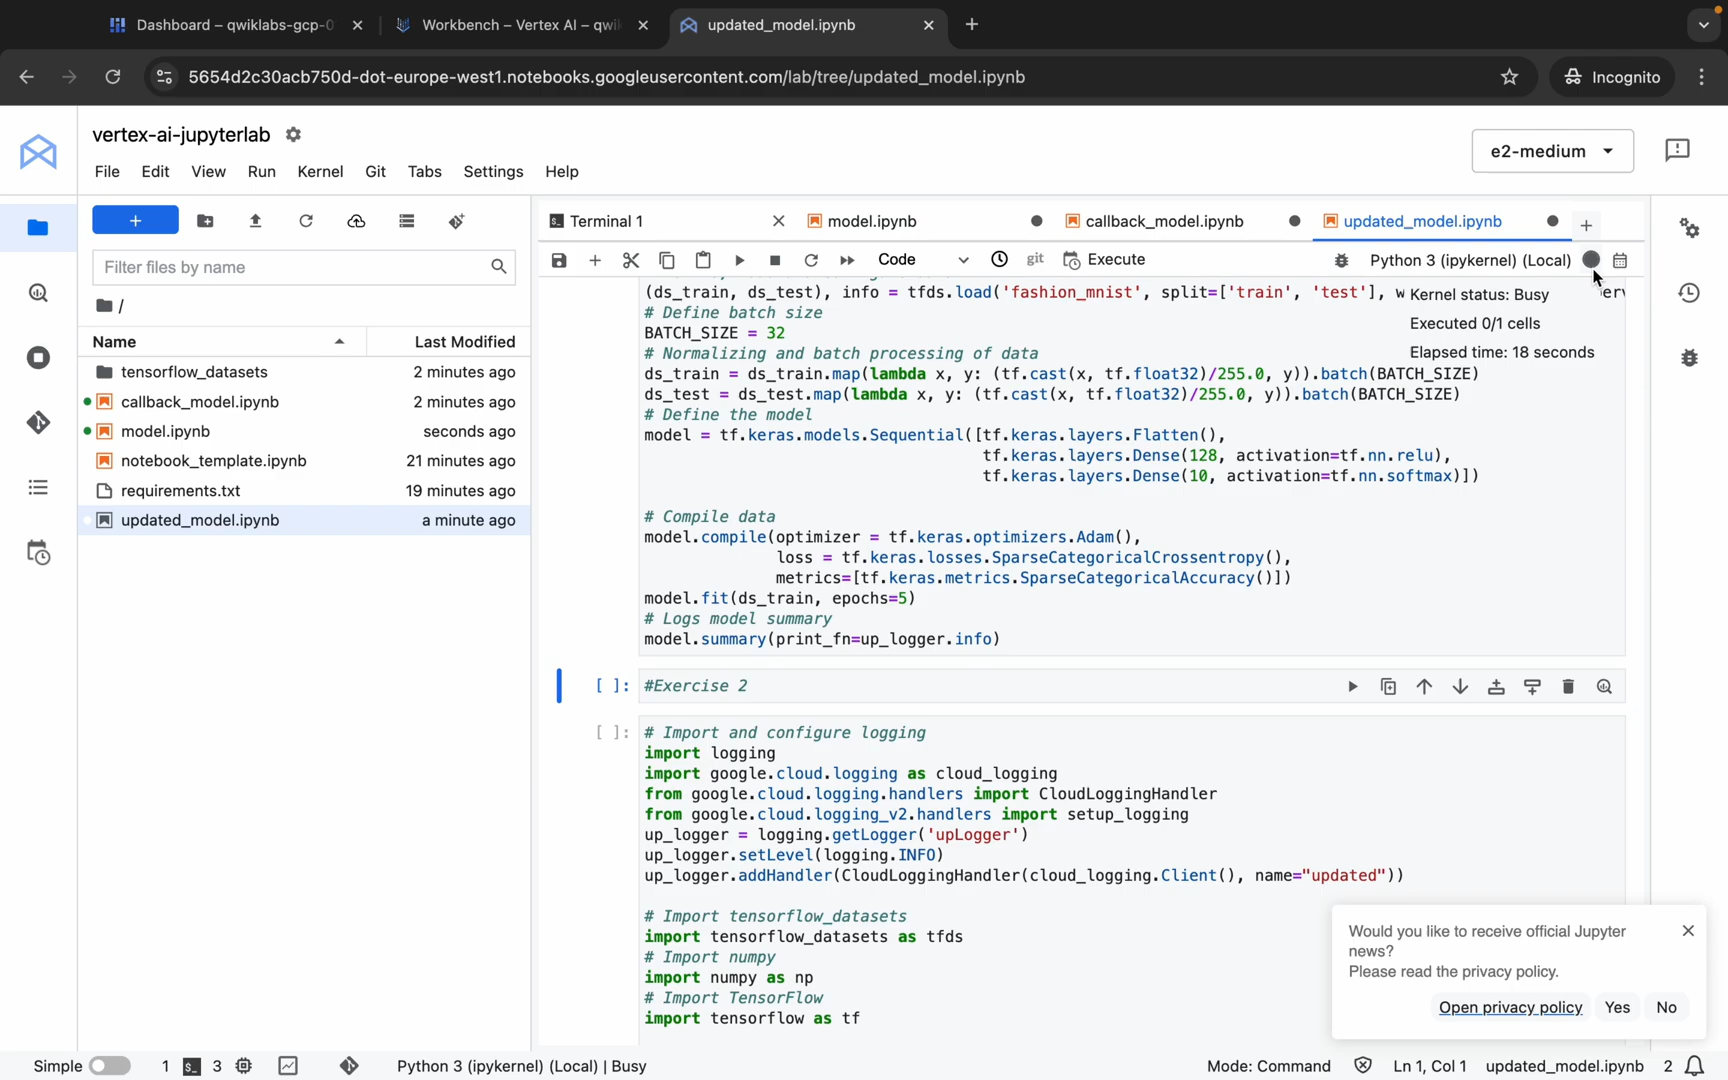 Dashboard – qwiklabs-gcp-0
Workbench – Vertex AI – qwi
updated_model.ipynb
5654d2c30acb750d-dot-europe-west1.notebooks.googleusercontent.com/lab/tree/updated_model.ipynb
Incognito
vertex-ai-jupyterlab
e2-medium
File Edit View Run Kernel Git Tabs Settings Help
Terminal 1
model.ipynb
callback_model.ipynb
updated_model.ipynb
Code
git
Execute
Python 3 (ipykernel) (Local)
Filter files by name
/
Name Last Modified
tensorflow_datasets 2 minutes ago
callback_model.ipynb 2 minutes ago
model.ipynb seconds ago
notebook_template.ipynb 21 minutes ago
requirements.txt 19 minutes ago
updated_model.ipynb a minute ago
(ds_train, ds_test), info = tfds.load('fashion_mnist', split=['train', 'test'], w
Kernel status: Busy
Executed 0/1 cells
Elapsed time: 18 seconds
# Define batch size
BATCH_SIZE = 32
# Normalizing and batch processing of data
ds_train = ds_train.map(lambda x, y: (tf.cast(x, tf.float32)/255.0, y)).batch(BATCH_SIZE)
ds_test = ds_test.map(lambda x, y: (tf.cast(x, tf.float32)/255.0, y)).batch(BATCH_SIZE)
# Define the model
model = tf.keras.models.Sequential([tf.keras.layers.Flatten(),
tf.keras.layers.Dense(128, activation=tf.nn.relu),
tf.keras.layers.Dense(10, activation=tf.nn.softmax)])
# Compile data
model.compile(optimizer = tf.keras.optimizers.Adam(),
loss = tf.keras.losses.SparseCategoricalCrossentropy(),
metrics=[tf.keras.metrics.SparseCategoricalAccuracy()])
model.fit(ds_train, epochs=5)
# Logs model summary
model.summary(print_fn=up_logger.info)
[ ]: #Exercise 2
[ ]: # Import and configure logging
import logging
import google.cloud.logging as cloud_logging
from google.cloud.logging.handlers import CloudLoggingHandler
from google.cloud.logging_v2.handlers import setup_logging
up_logger = logging.getLogger('upLogger')
up_logger.setLevel(logging.INFO)
up_logger.addHandler(CloudLoggingHandler(cloud_logging.Client(), name="updated"))
# Import tensorflow_datasets
import tensorflow_datasets as tfds
# Import numpy
import numpy as np
# Import TensorFlow
import tensorflow as tf
Would you like to receive official Jupyter
news?
Please read the privacy policy.
Open privacy policy Yes No
Simple 1 3 Python 3 (ipykernel) (Local) | Busy Mode: Command Ln 1, Col 1 updated_model.ipynb 2